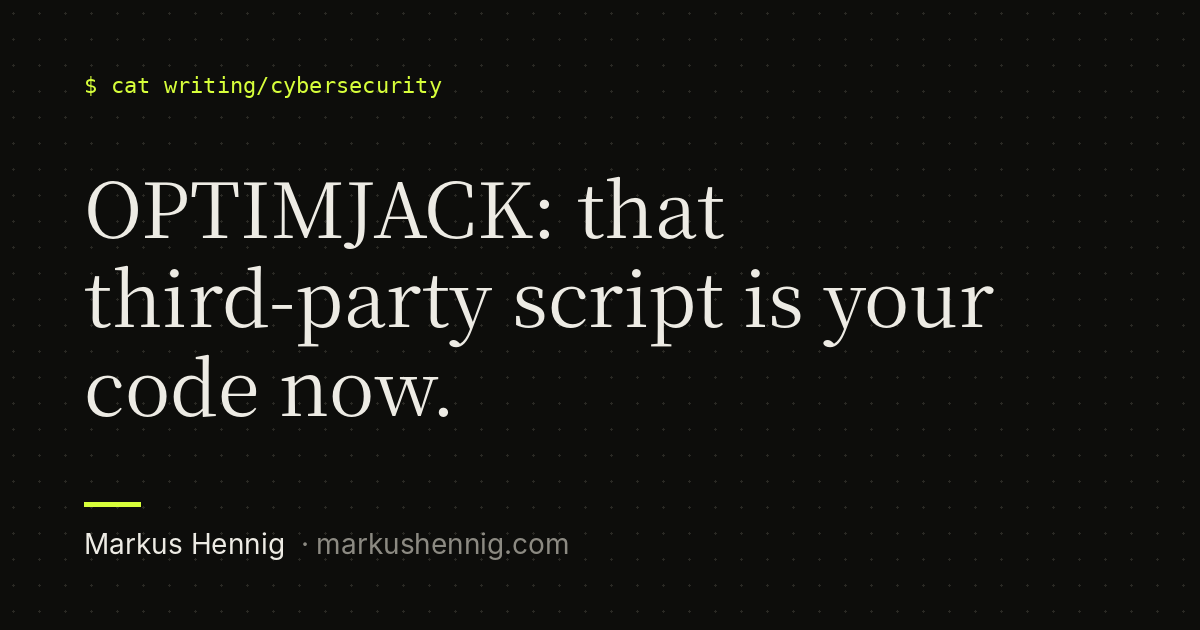 $ cat writing/cybersecurity
OPTIMJACK: that
third-party script is your
code now.
Markus Hennig · markushennig.com